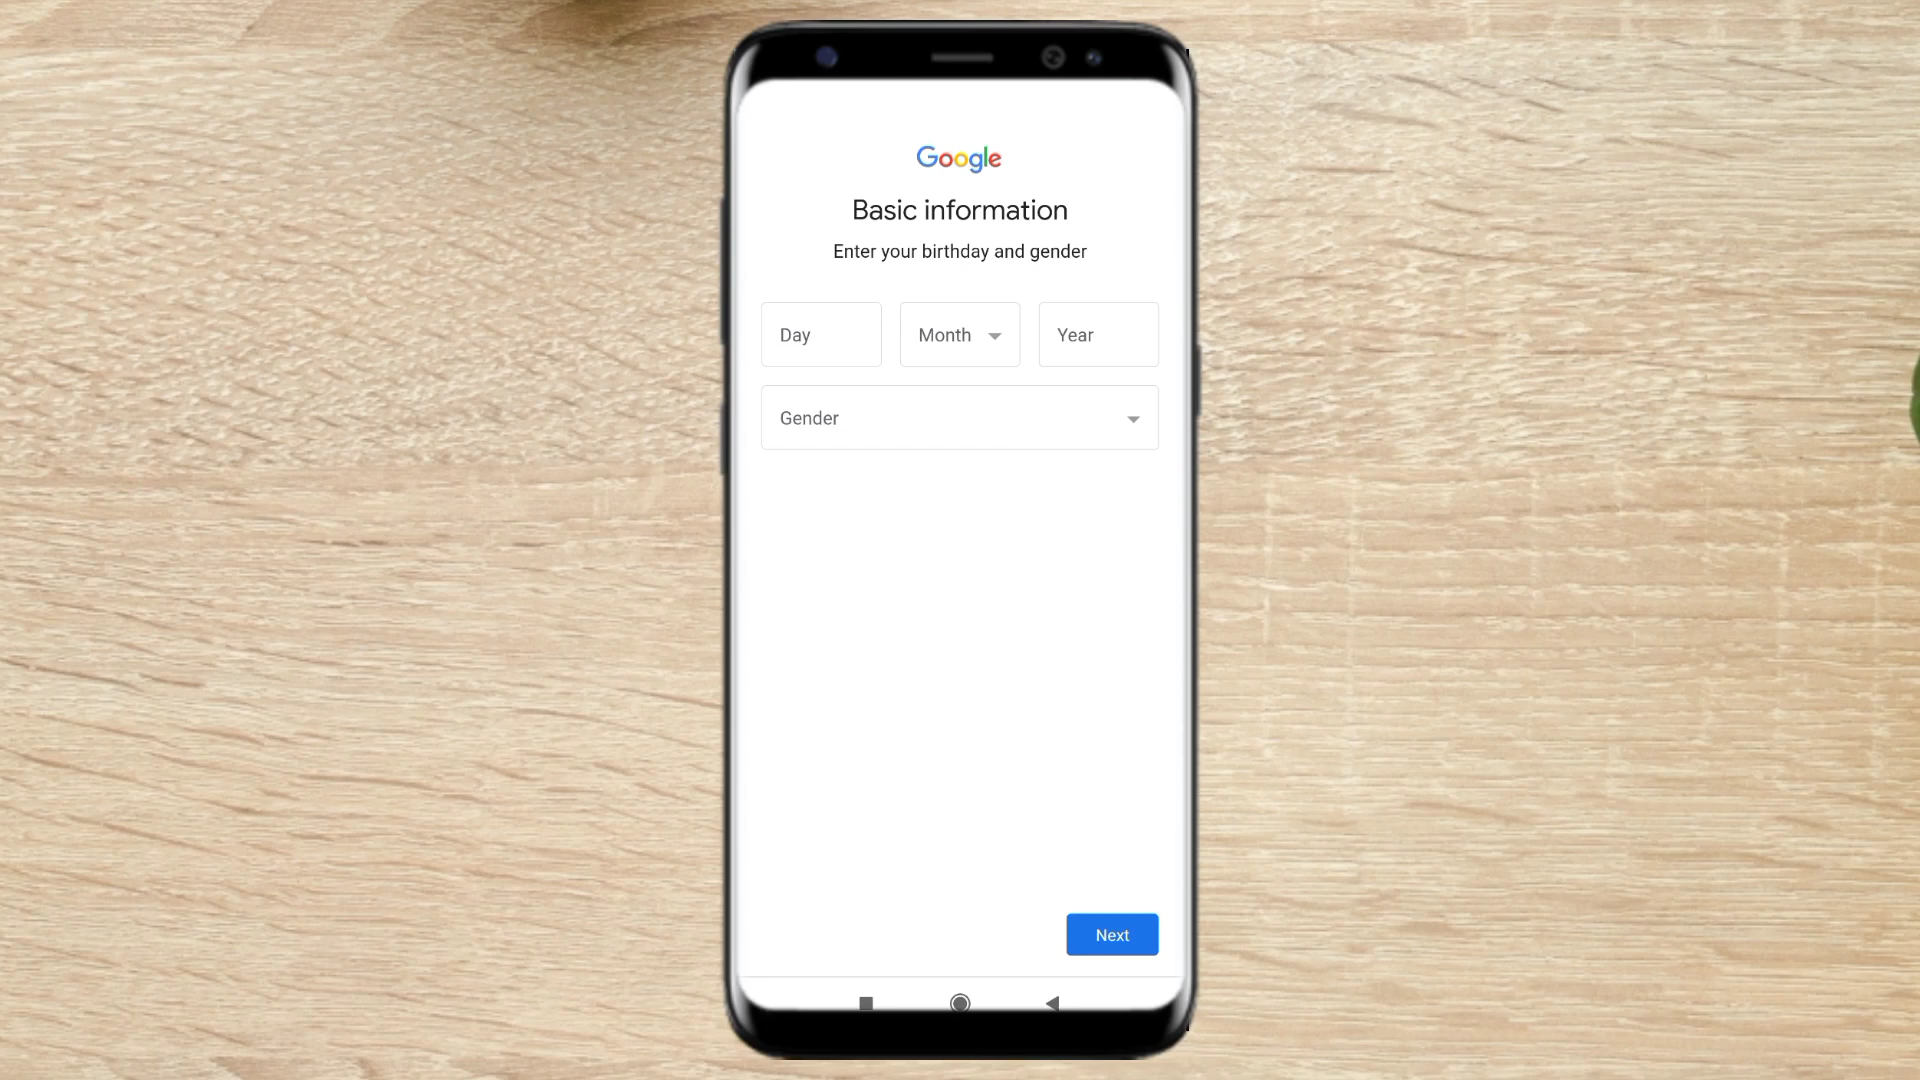 Google
Basic information
Enter your birthday and gender
Day
Month
Year
Gender
Next